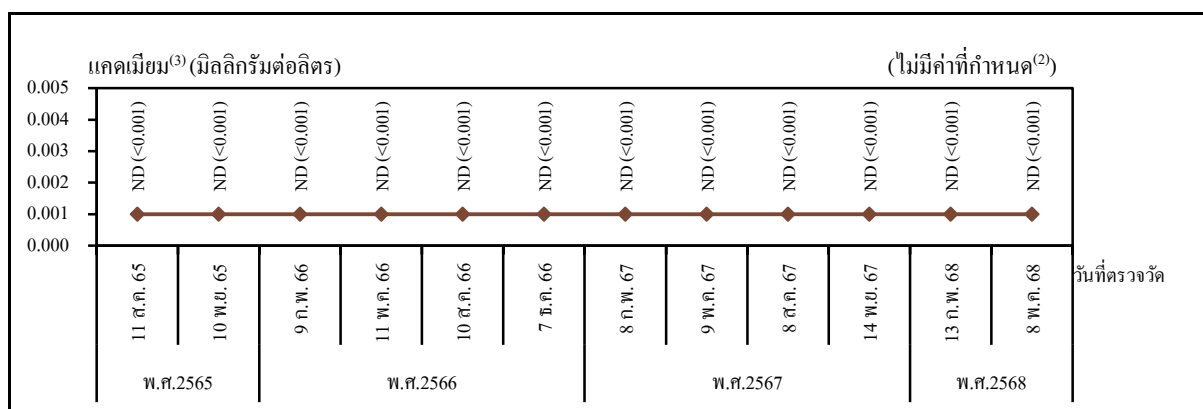 แคดเมียม(3) (มิลลิกรัมต่อลิตร) (ไม่มีค่าที่กำหนด(2))
0.005
0.004
0.003
0.002
0.001
0.000
ND (<0.001) ND (<0.001) ND (<0.001) ND (<0.001) ND (<0.001) ND (<0.001) ND (<0.001) ND (<0.001) ND (<0.001) ND (<0.001) ND (<0.001) ND (<0.001)
11 ส.ค. 65 10 พ.ย. 65 9 ก.พ. 66 11 พ.ค. 66 10 ส.ค. 66 7 ธ.ค. 66 8 ก.พ. 67 9 พ.ค. 67 8 ส.ค. 67 14 พ.ย. 67 13 ก.พ. 68 8 พ.ค. 68 วันที่ตรวจวัด
พ.ศ.2565 พ.ศ.2566 พ.ศ.2567 พ.ศ.2568